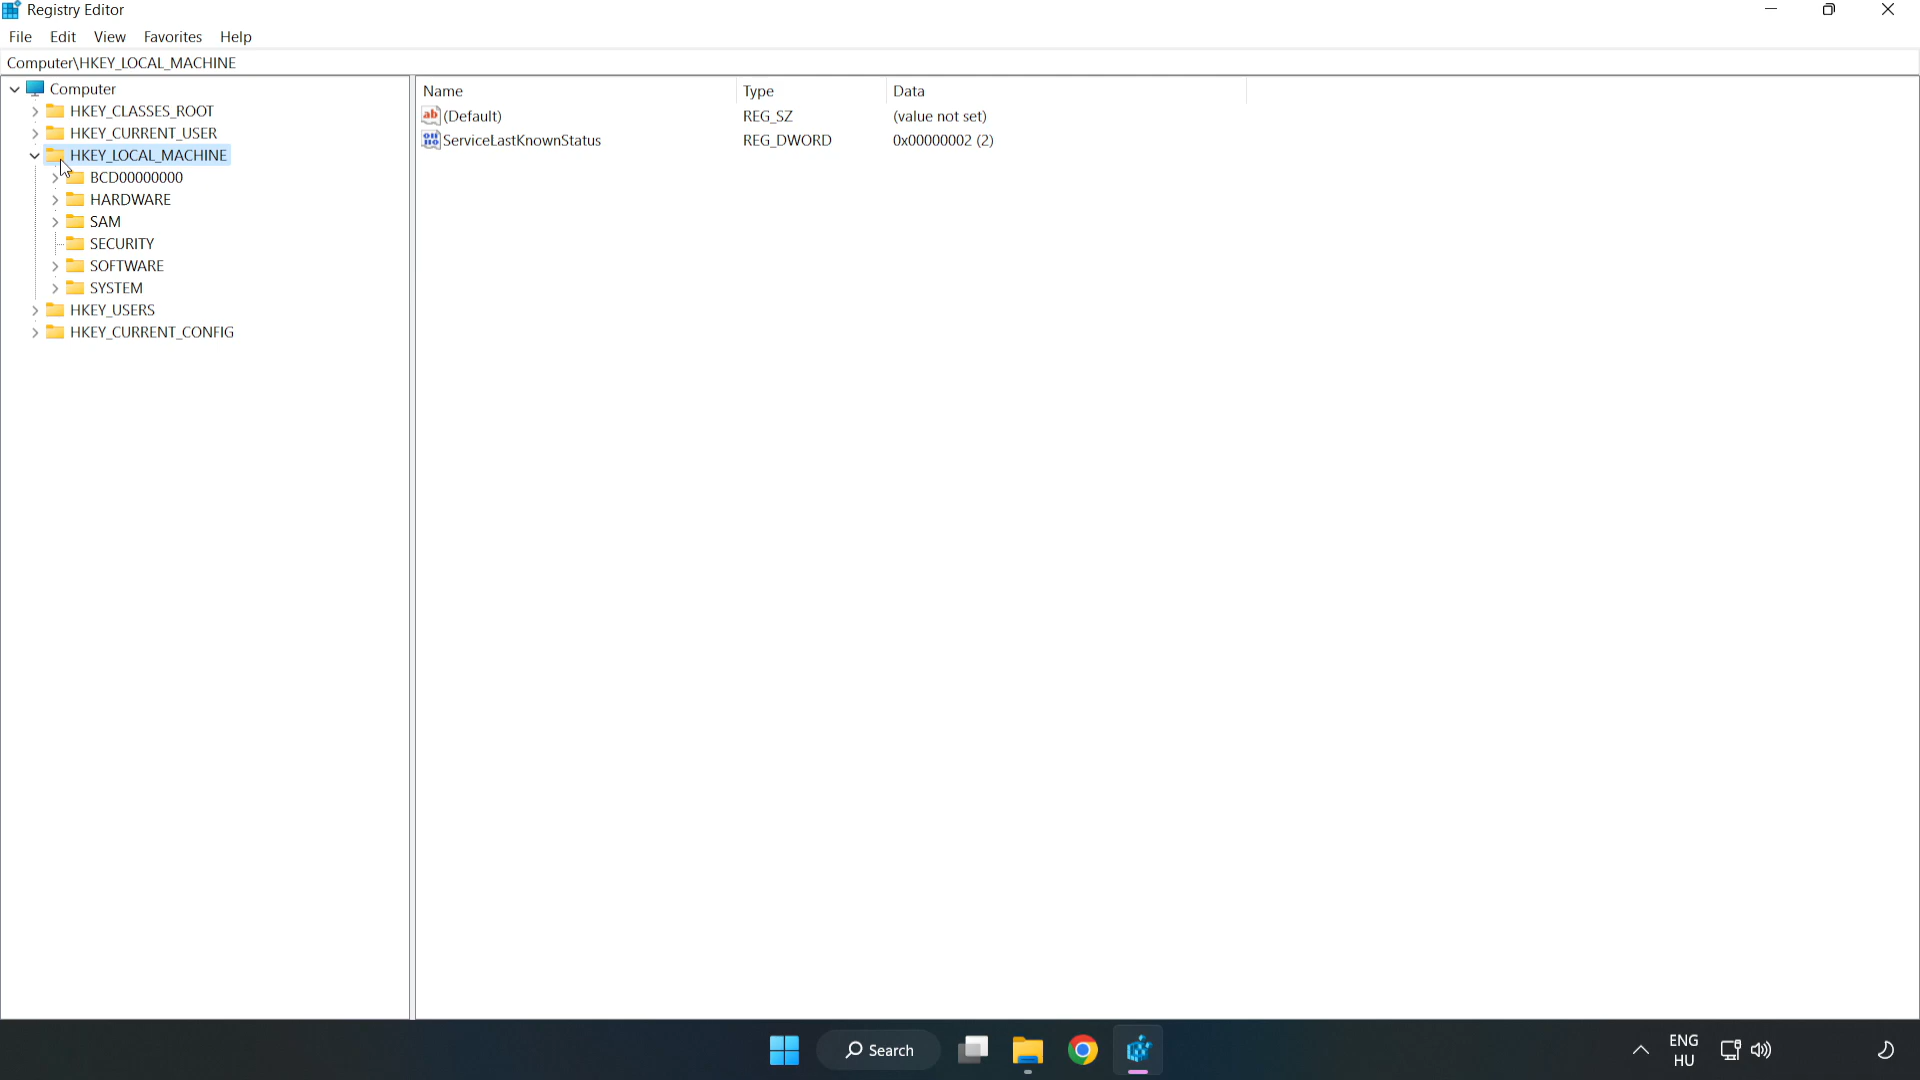 Registry Editor
File Edit View Favorites Help
Computer\HKEY_LOCAL_MACHINE
Computer
HKEY_CLASSES_ROOT
HKEY_CURRENT_USER
HKEY_LOCAL_MACHINE
BCD00000000
HARDWARE
SAM
SECURITY
SOFTWARE
SYSTEM
HKEY_USERS
HKEY_CURRENT_CONFIG
Name Type Data
(Default) REG_SZ (value not set)
ServiceLastKnownStatus REG_DWORD 0x00000002 (2)
Search
ENG
HU